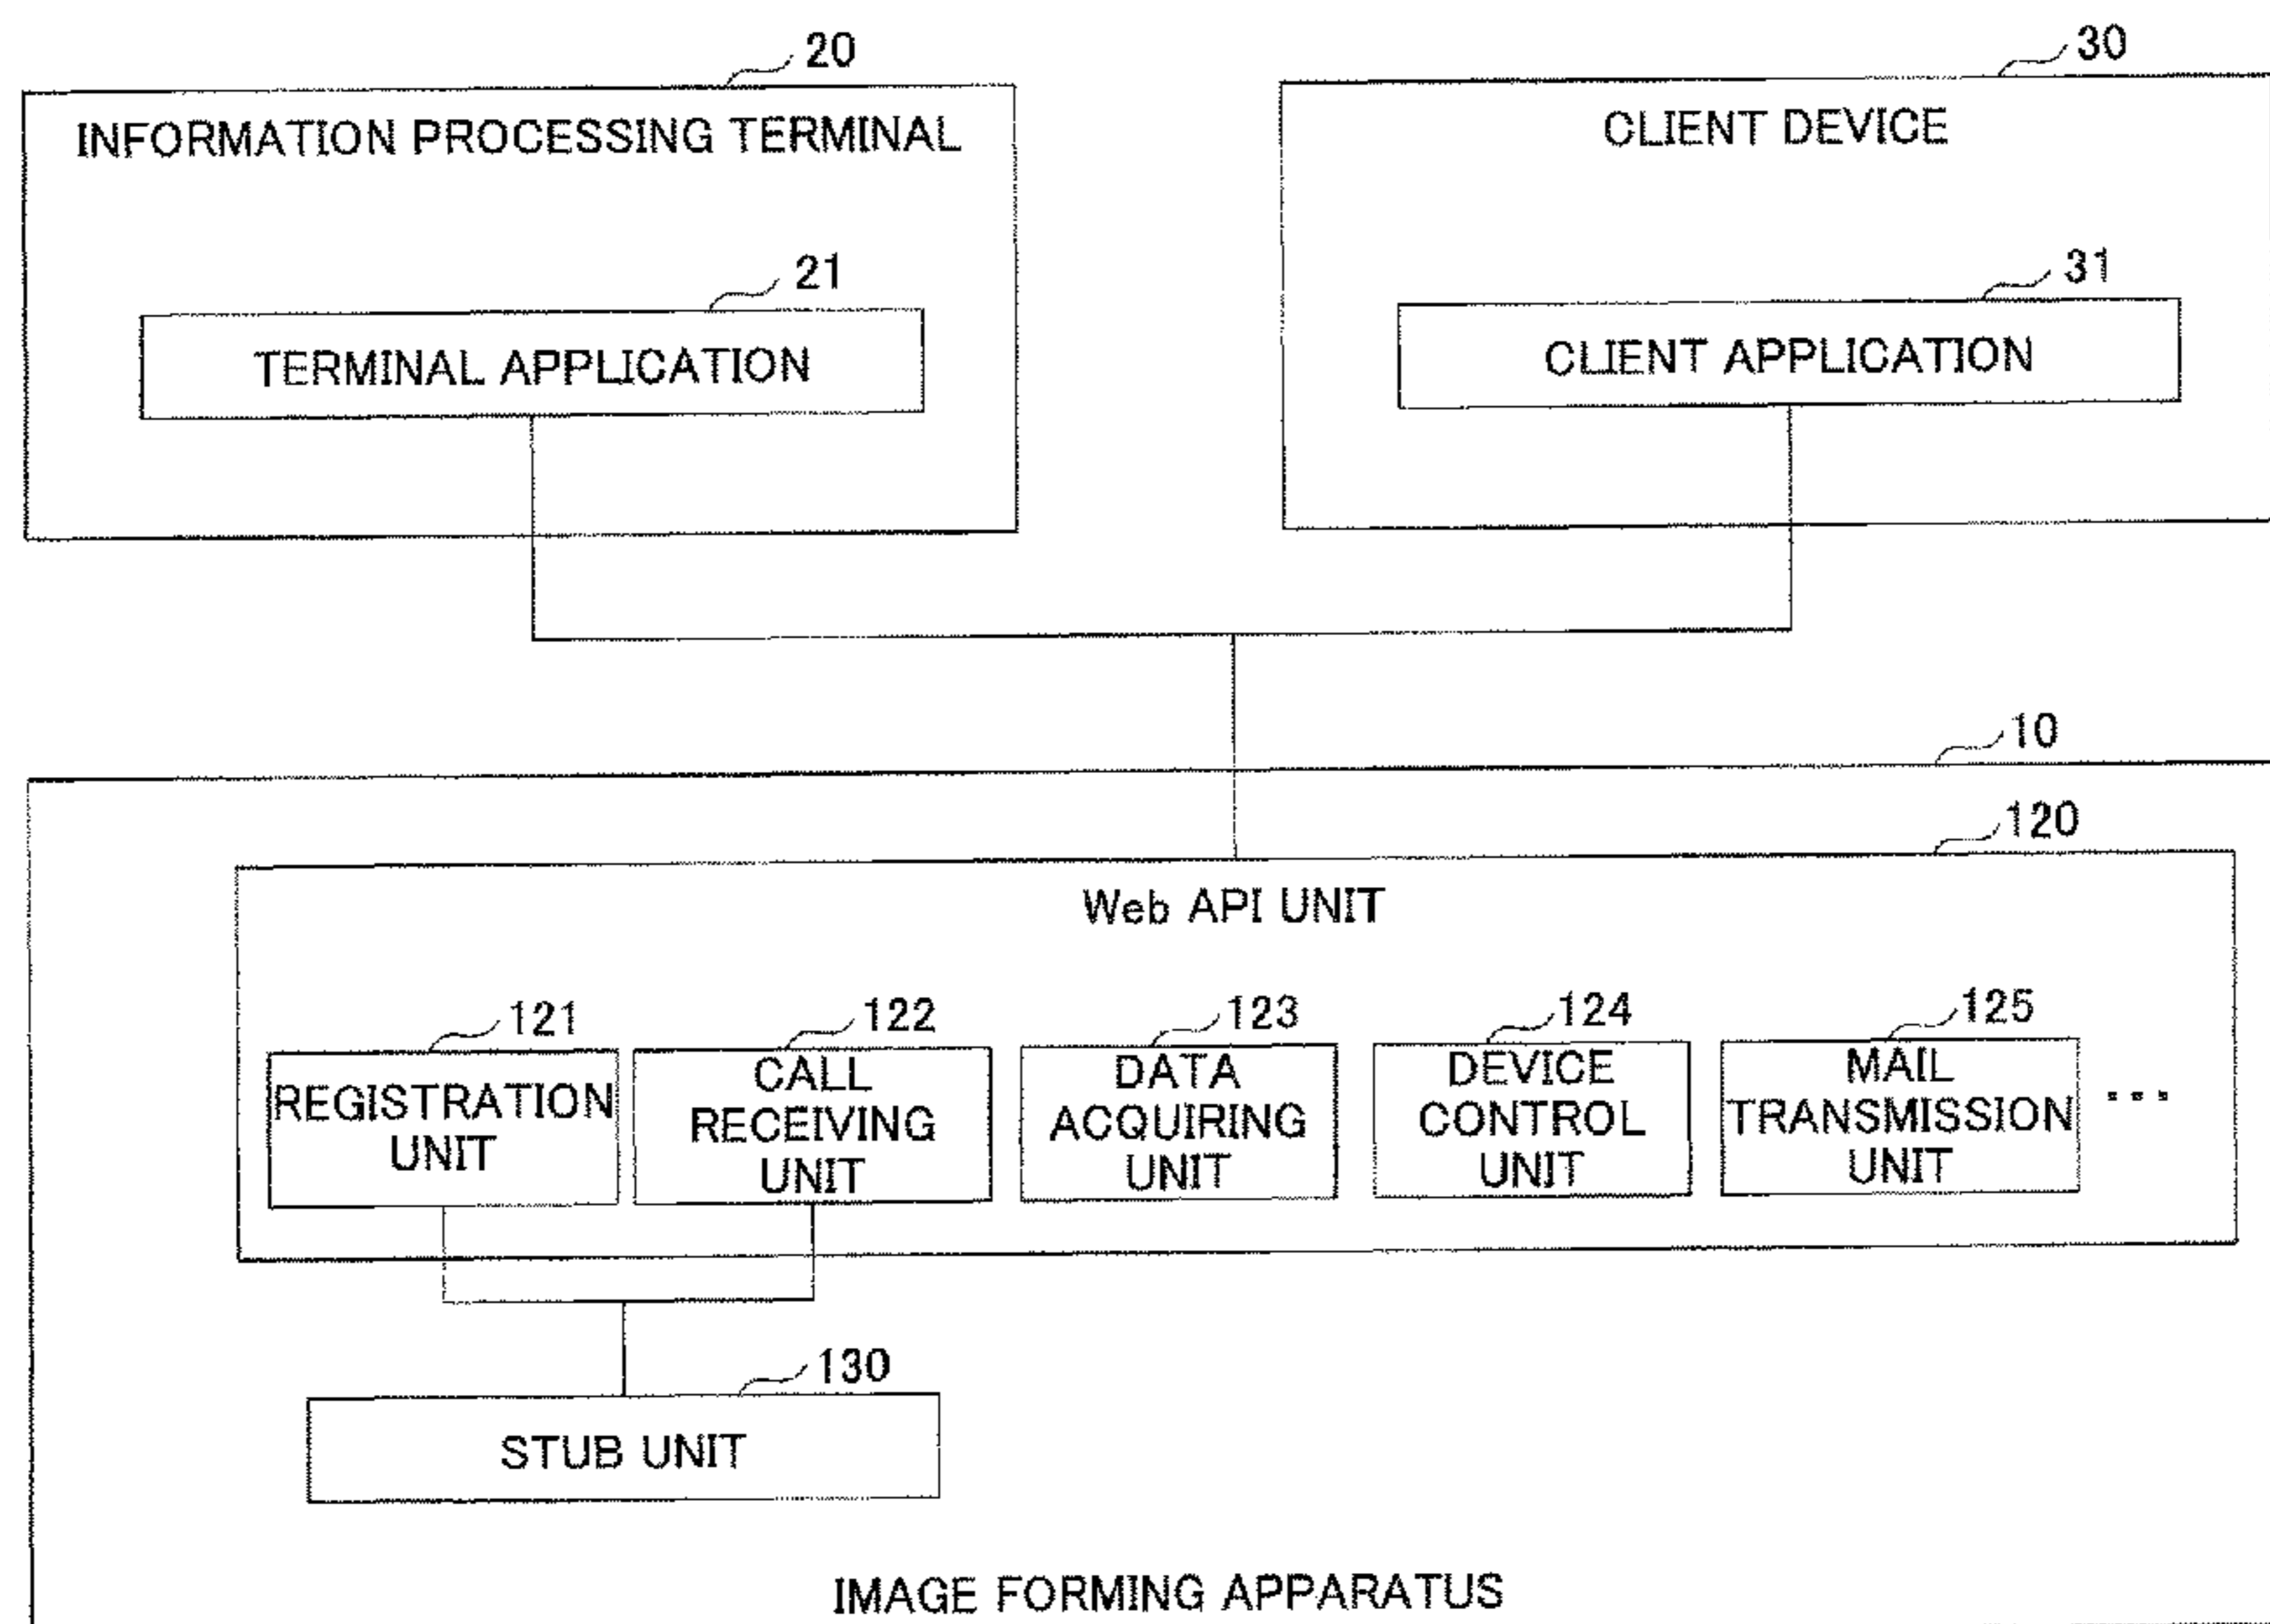 20
30
INFORMATION PROCESSING TERMINAL
CLIENT DEVICE
21
31
TERMINAL APPLICATION
CLIENT APPLICATION
10
120
Web API UNIT
121
122
123
124
125
REGISTRATION
UNIT
CALL
RECEIVING
UNIT
DATA
ACQUIRING
UNIT
DEVICE
CONTROL
UNIT
MAIL
TRANSMISSION
UNIT
...
130
STUB UNIT
IMAGE FORMING APPARATUS